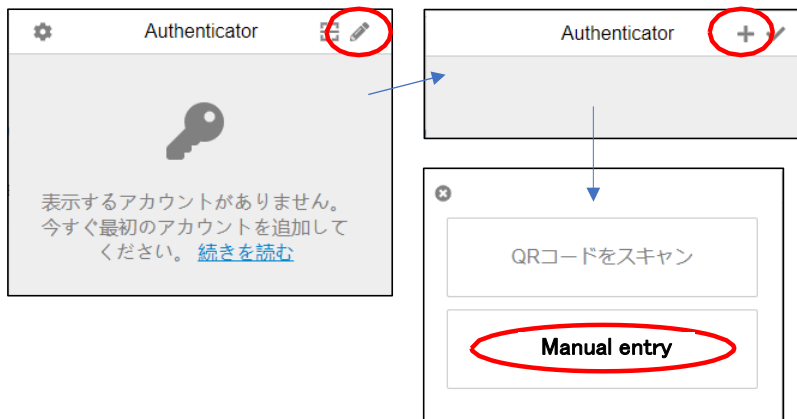 Authenticator
表示するアカウントがありません。
今すぐ最初のアカウントを追加して
ください。 続きを読む
Authenticator
QRコードをスキャン
Manual entry